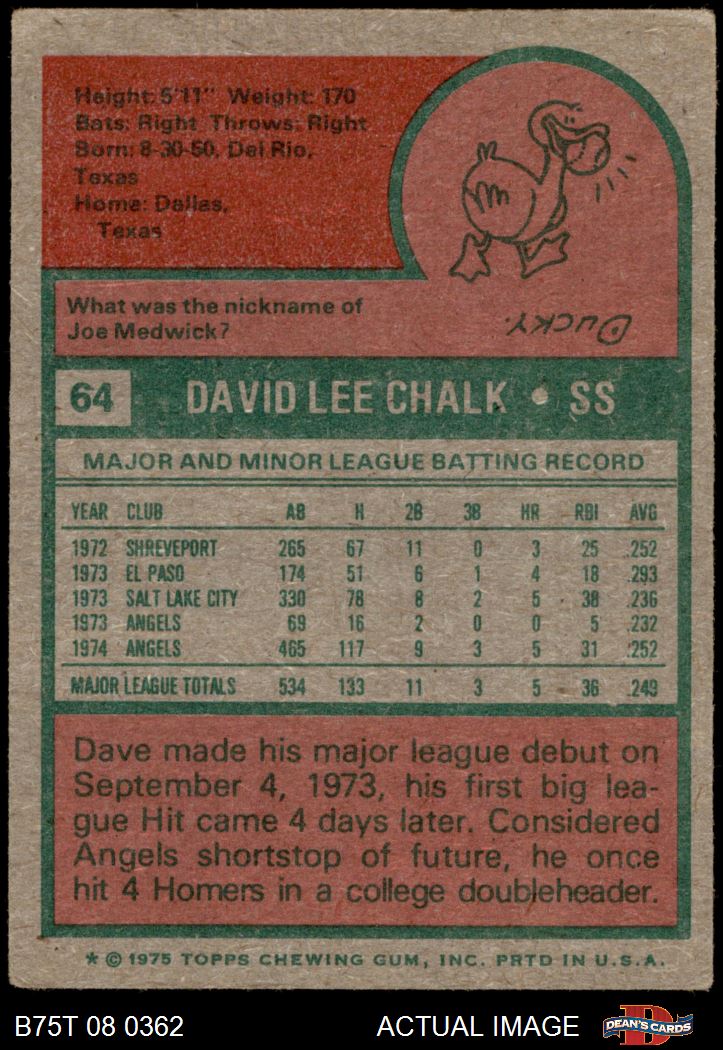 Height: 5'11" Weight: 170
Bats: Right Throws: Right
Born: 8-30-50, Del Rio,
Texas
Home: Dallas,
Texas
What was the nickname of
Joe Medwick?
DUCKY.
64 DAVID LEE CHALK • SS
MAJOR AND MINOR LEAGUE BATTING RECORD
YEAR CLUB AB H 2B 3B HR RBI AVG
1972 SHREVEPORT 265 67 11 0 3 25 .252
1973 EL PASO 174 51 6 1 4 18 .293
1973 SALT LAKE CITY 330 78 8 2 5 38 .236
1973 ANGELS 69 16 2 0 0 5 .232
1974 ANGELS 465 117 9 3 5 31 .252
MAJOR LEAGUE TOTALS 534 133 11 3 5 36 .249
Dave made his major league debut on
September 4, 1973, his first big lea-
gue Hit came 4 days later. Considered
Angels shortstop of future, he once
hit 4 Homers in a college doubleheader.
* © 1975 TOPPS CHEWING GUM, INC. PRTD IN U.S.A.
B75T 08 0362 ACTUAL IMAGE D DEAN'S CARDS